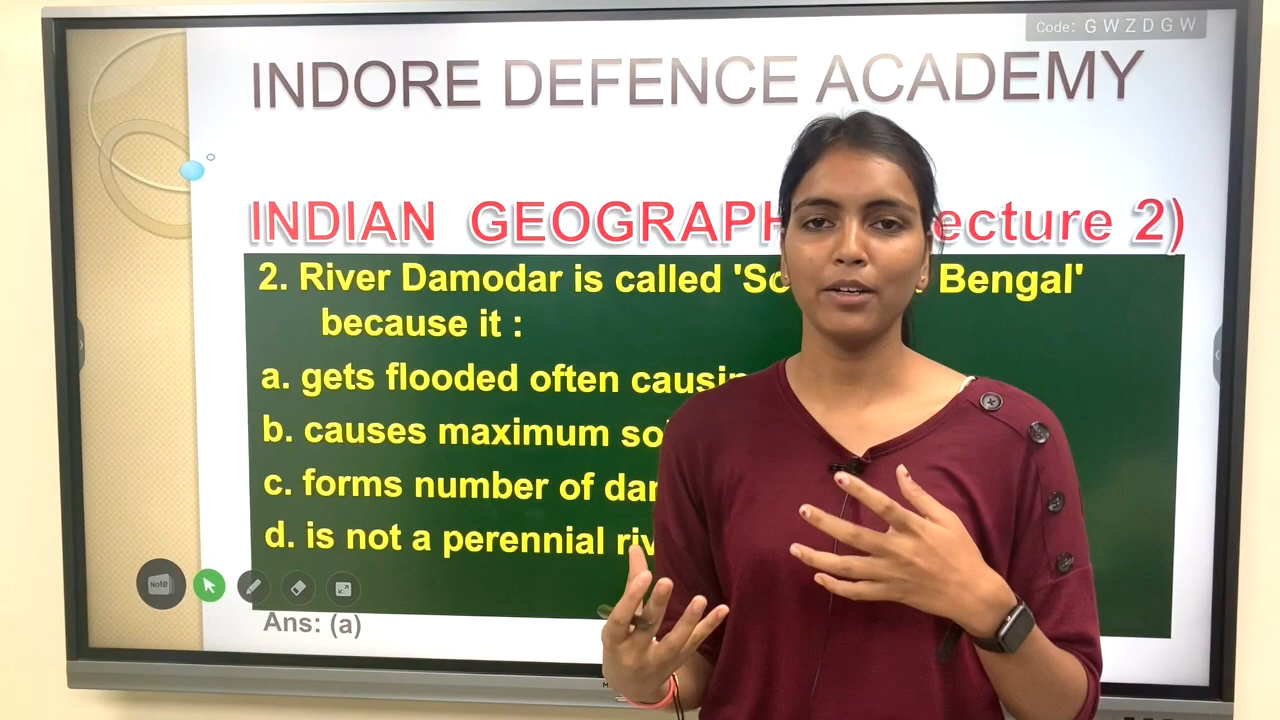 Code: G W Z D G W
INDORE DEFENCE ACADEMY
INDIAN GEOGRAPH ecture 2)
2. River Damodar is called 'So Bengal'
because it :
a. gets flooded often causin
b. causes maximum so
c. forms number of dam
d. is not a perennial riv
Note
Ans: (a)